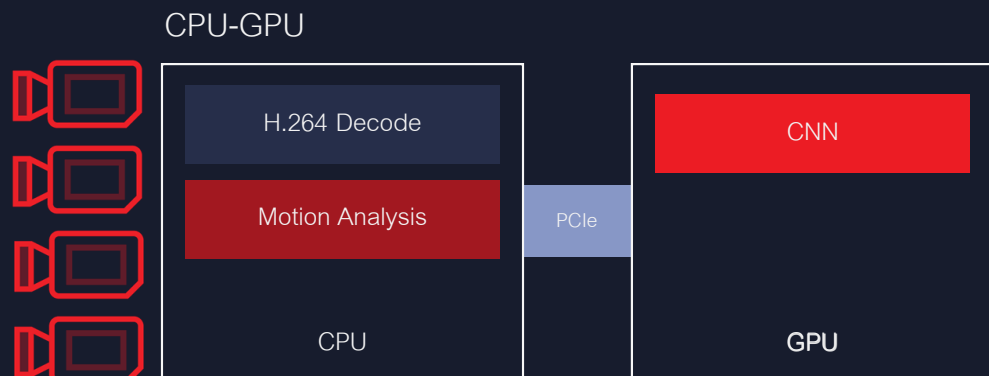 CPU-GPU
H.264 Decode
Motion Analysis
CPU
PCIe
CNN
GPU